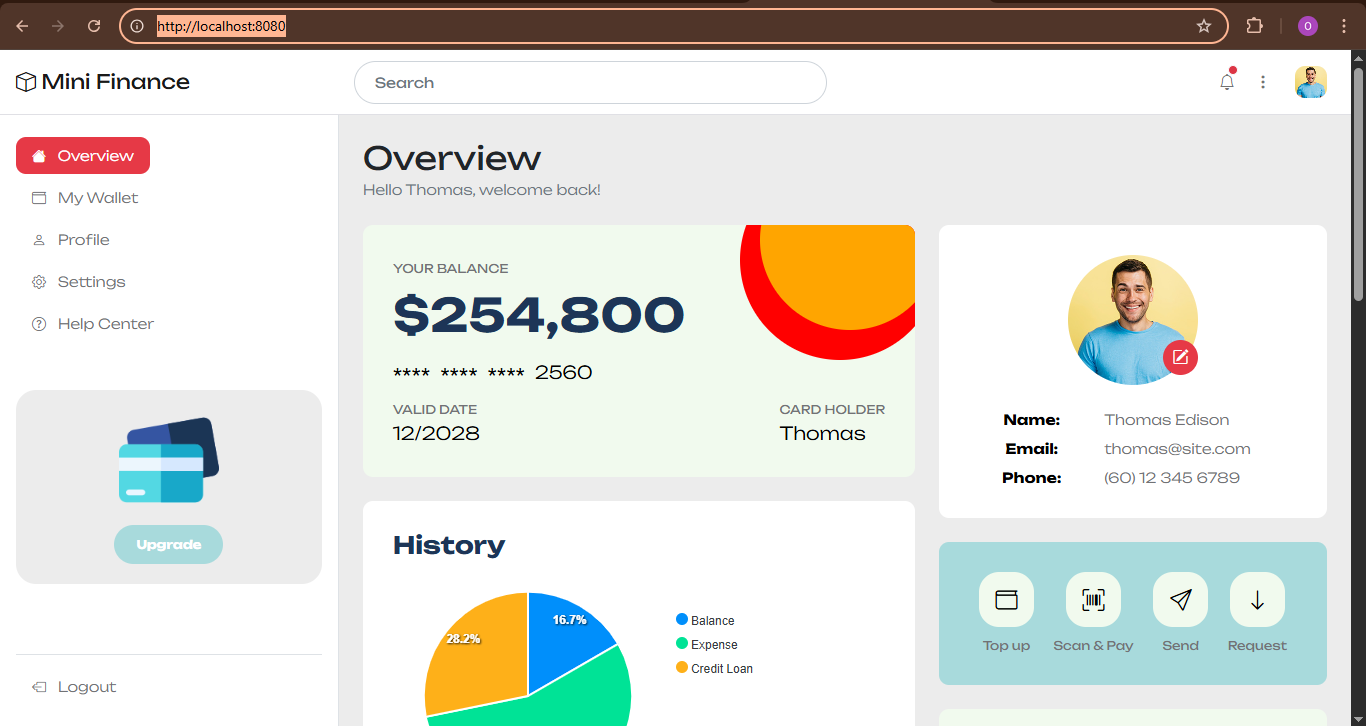 http://localhost:8080
O
Mini Finance
Search
Overview
My Wallet
Profile
Settings
Help Center
Upgrade
Logout
Overview
Hello Thomas, welcome back!
YOUR BALANCE
$254,800
**** **** **** 2560
VALID DATE
12/2028
CARD HOLDER
Thomas
History
16.7%
28.2%
Balance
Expense
Credit Loan
Name: Thomas Edison
Email: thomas@site.com
Phone: (60) 12 345 6789
Top up
Scan & Pay
Send
Request